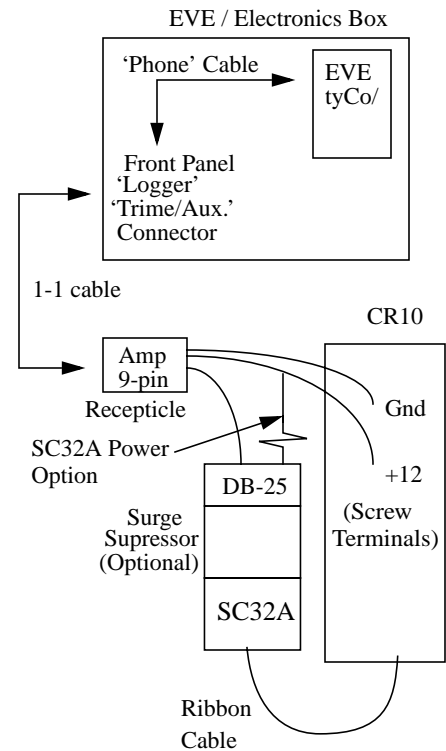 EVE / Electronics Box
‘Phone’ Cable
EVE
tyCo/
Front Panel
‘Logger’
‘Trime/Aux.’
Connector
1-1 cable
CR10
Amp
9-pin
Recepticle
Gnd
SC32A Power
Option
+12
DB-25
(Screw
Terminals)
Surge
Supressor
(Optional)
SC32A
Ribbon
Cable